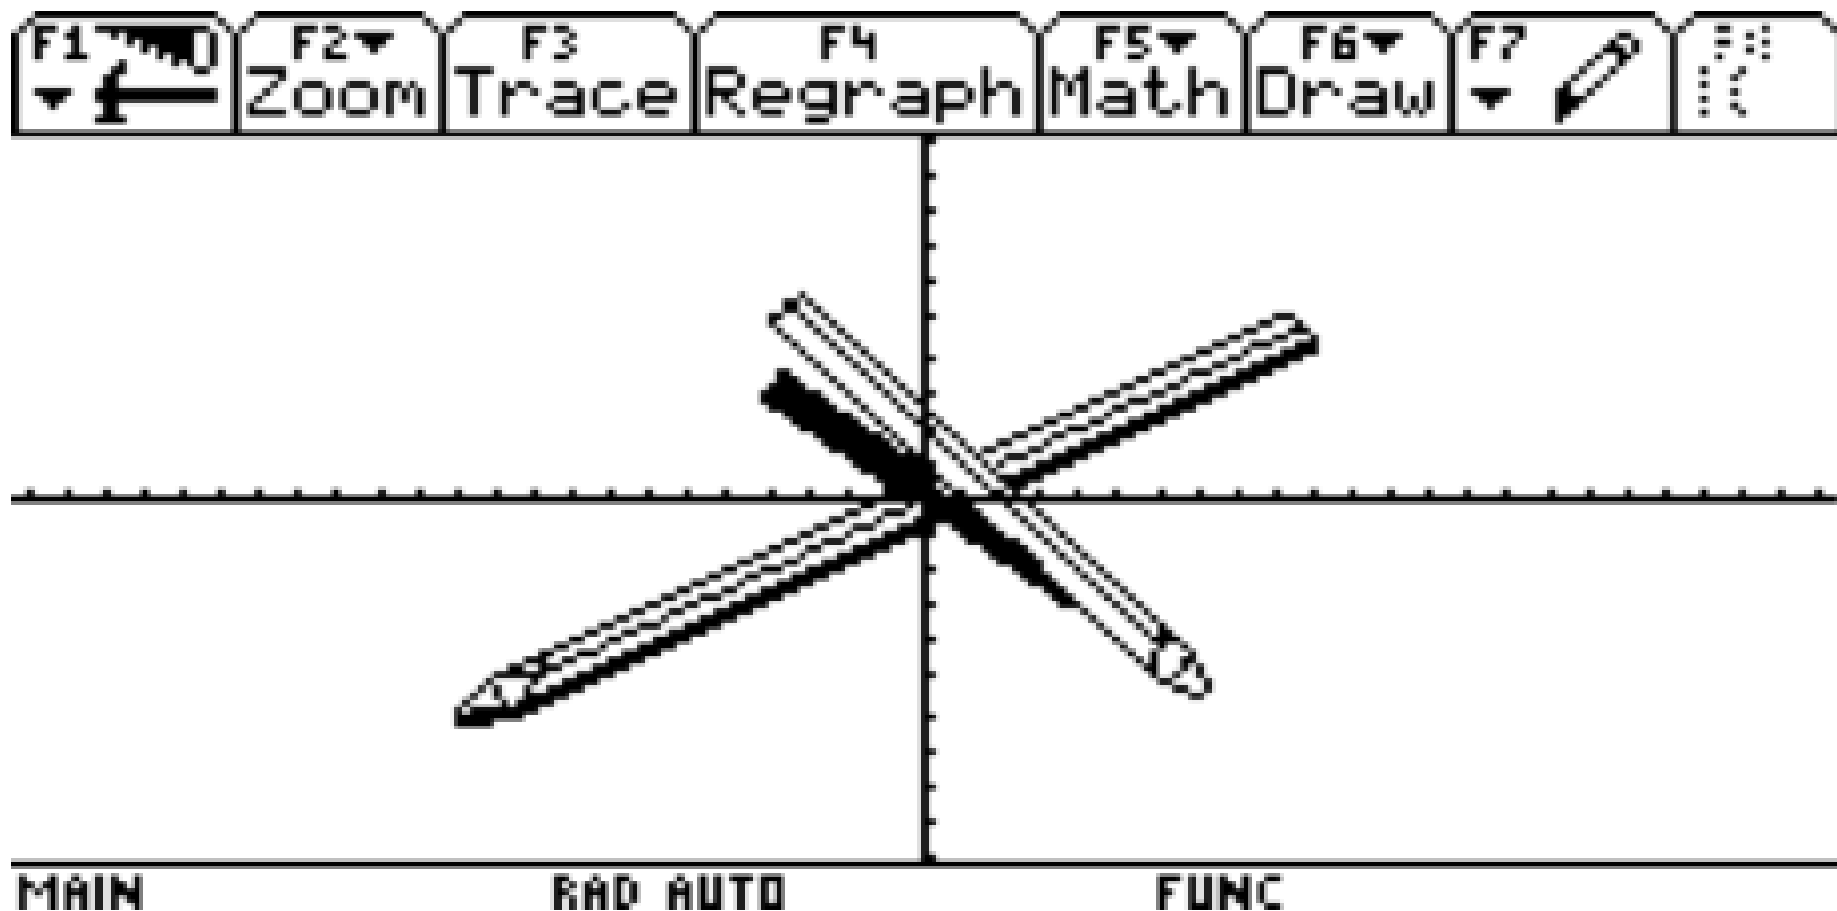 F1 F2 F3 F4 F5 F6 F7
Zoom Trace Regraph Math Draw
MAIN RAD AUTO FUNC